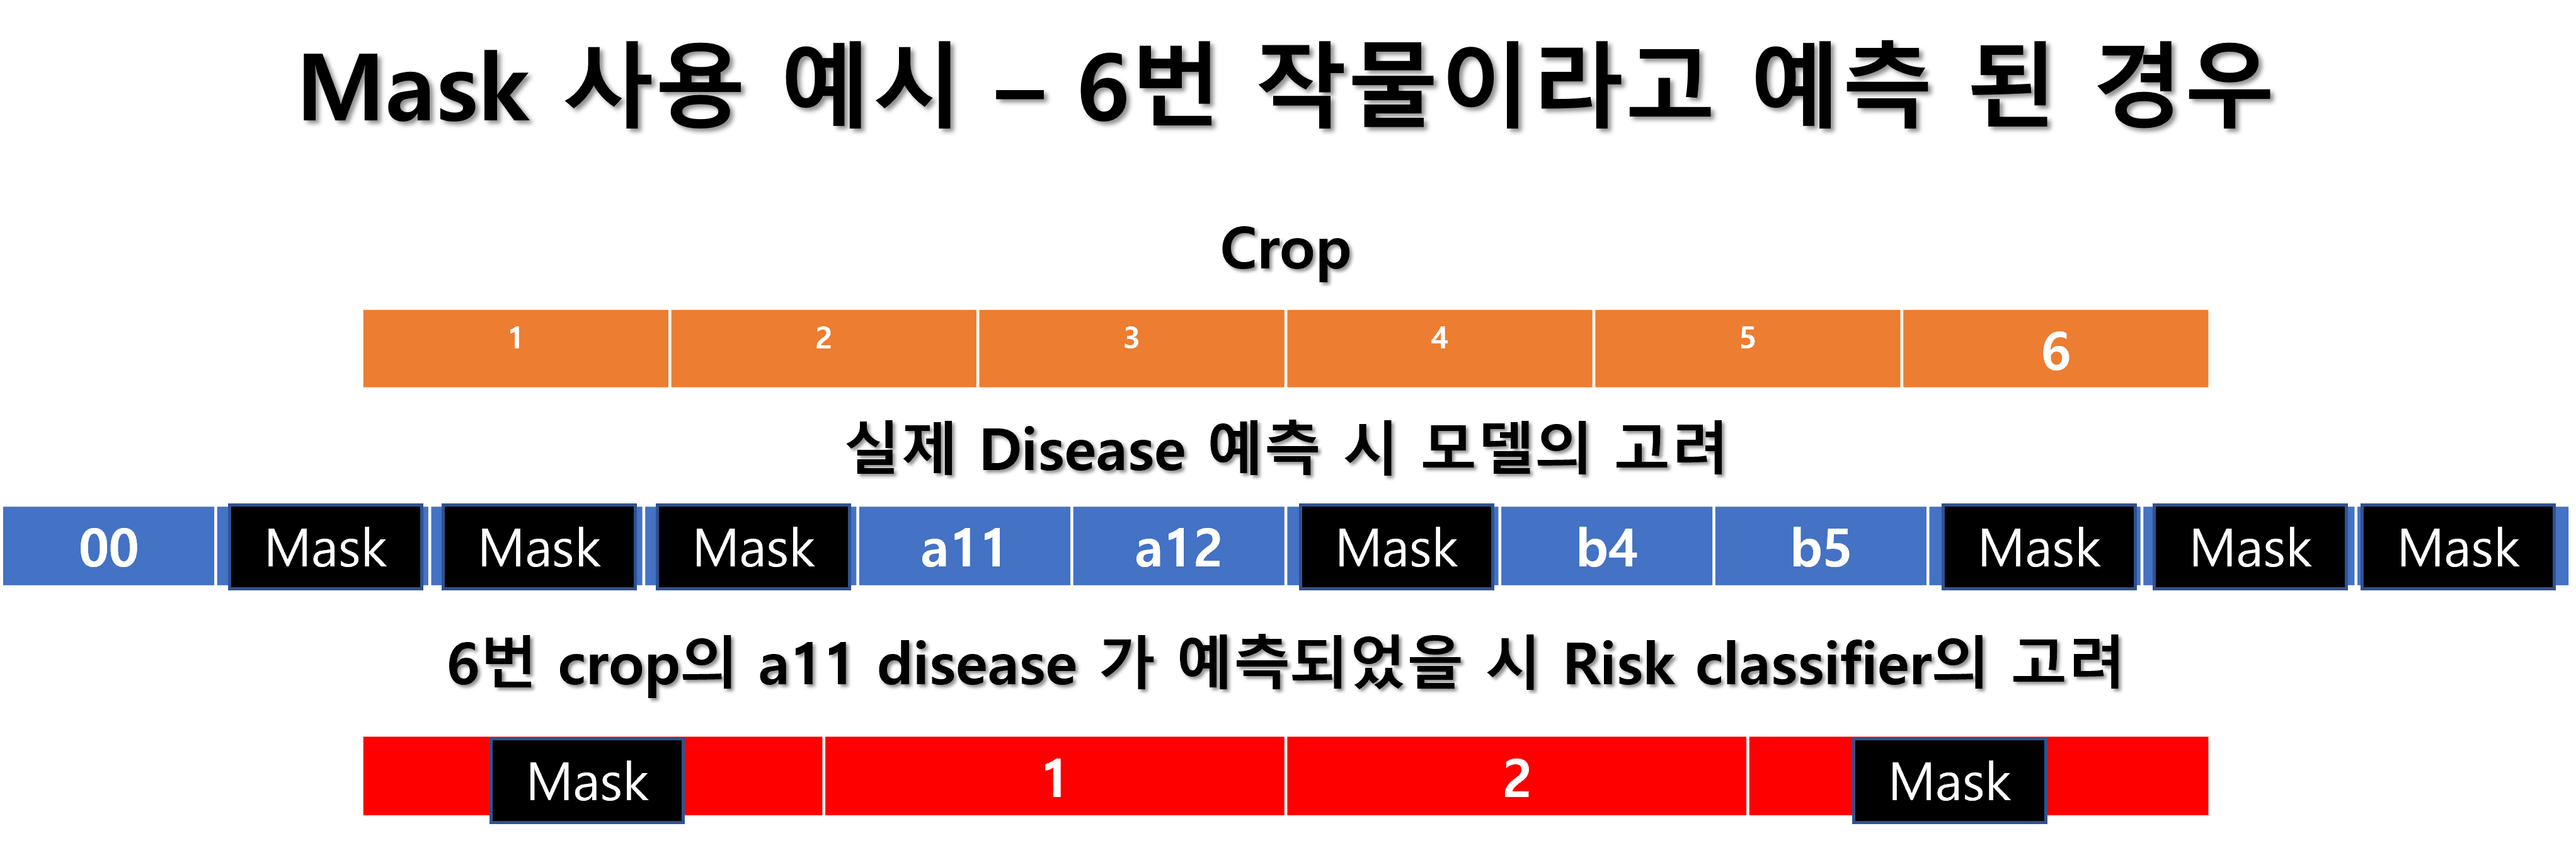 Mask 사용 예시 – 6번 작물이라고 예측 된 경우
Crop
1 2 3 4 5 6
실제 Disease 예측 시 모델의 고려
00 Mask Mask Mask a11 a12 Mask b4 b5 Mask Mask Mask
6번 crop의 a11 disease 가 예측되었을 시 Risk classifier의 고려
Mask 1 2 Mask